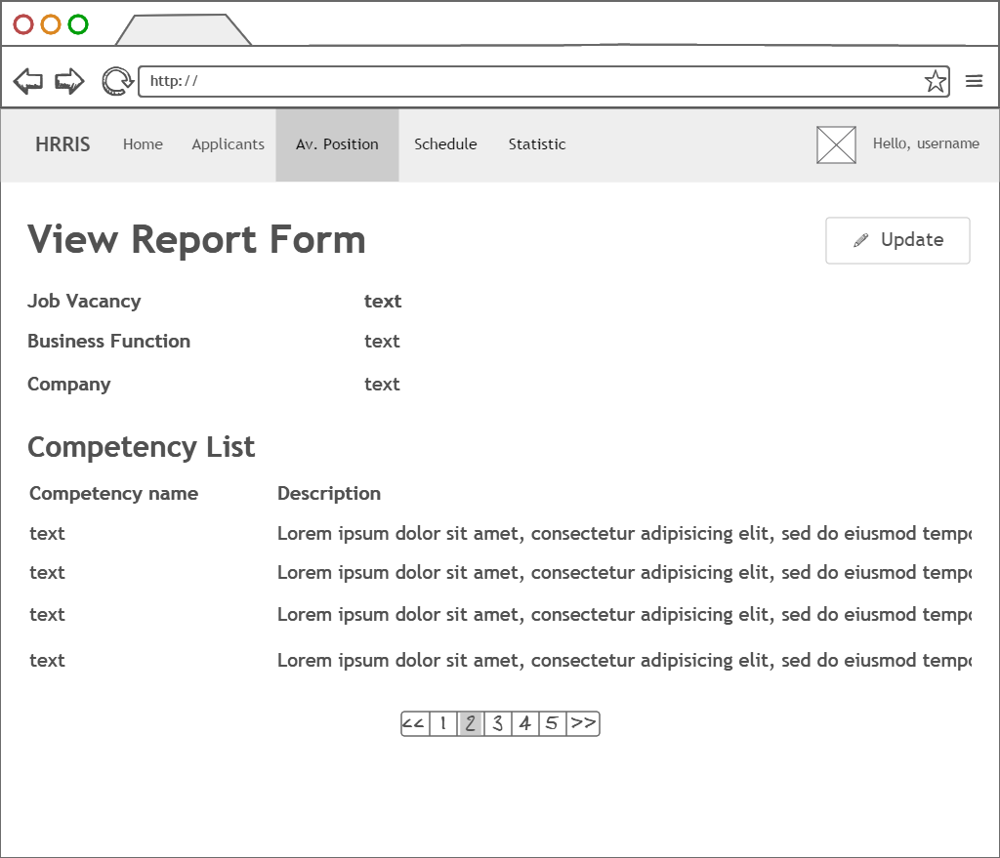 http://
HRRIS Home Applicants Av. Position Schedule Statistic Hello, username
View Report Form
Update
Job Vacancy text
Business Function text
Company text
Competency List
Competency name Description
text Lorem ipsum dolor sit amet, consectetur adipisicing elit, sed do eiusmod tempo
text Lorem ipsum dolor sit amet, consectetur adipisicing elit, sed do eiusmod tempo
text Lorem ipsum dolor sit amet, consectetur adipisicing elit, sed do eiusmod tempo
text Lorem ipsum dolor sit amet, consectetur adipisicing elit, sed do eiusmod tempo
<< 1 2 3 4 5 >>